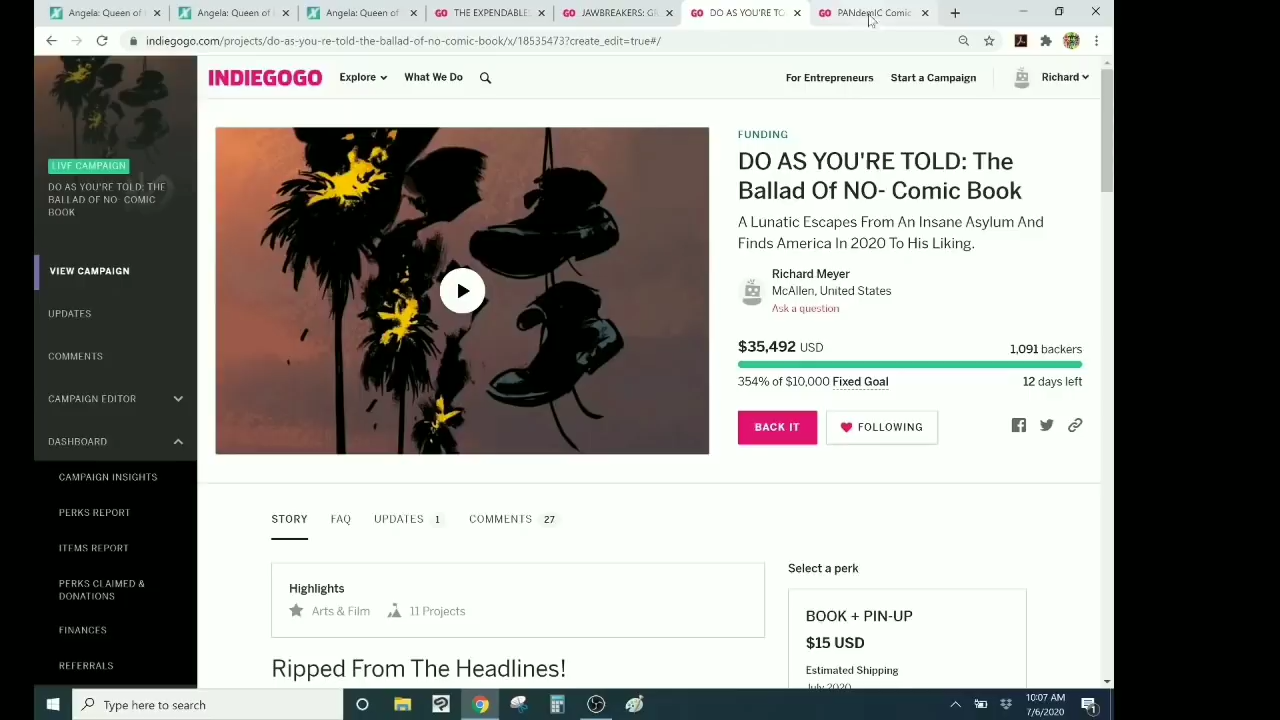 Angela: Queen of
Angela: Queen of
Angela: Queen of
THE EXPENDABLE
JAWBREAKERS: GR
DO AS YOU'RE TO
PANdemIC Comic
indiegogo.com/projects/do-as-you-re-told-the-ballad-of-no-comic-book/x/18535473?create_edit=true#/
INDIEGOGO
Explore
What We Do
For Entrepreneurs
Start a Campaign
Richard
LIVE CAMPAIGN
DO AS YOU'RE TOLD: THE
BALLAD OF NO- COMIC
BOOK
VIEW CAMPAIGN
UPDATES
COMMENTS
CAMPAIGN EDITOR
DASHBOARD
CAMPAIGN INSIGHTS
PERKS REPORT
ITEMS REPORT
PERKS CLAIMED &
DONATIONS
FINANCES
REFERRALS
FUNDING
DO AS YOU'RE TOLD: The
Ballad Of NO- Comic Book
A Lunatic Escapes From An Insane Asylum And
Finds America In 2020 To His Liking.
Richard Meyer
McAllen, United States
Ask a question
$35,492 USD
1,091 backers
354% of $10,000 Fixed Goal
12 days left
BACK IT
FOLLOWING
STORY
FAQ
UPDATES 1
COMMENTS 27
Highlights
Arts & Film
11 Projects
Ripped From The Headlines!
Select a perk
BOOK + PIN-UP
$15 USD
Estimated Shipping
July 2020
Type here to search
10:07 AM
7/6/2020
1